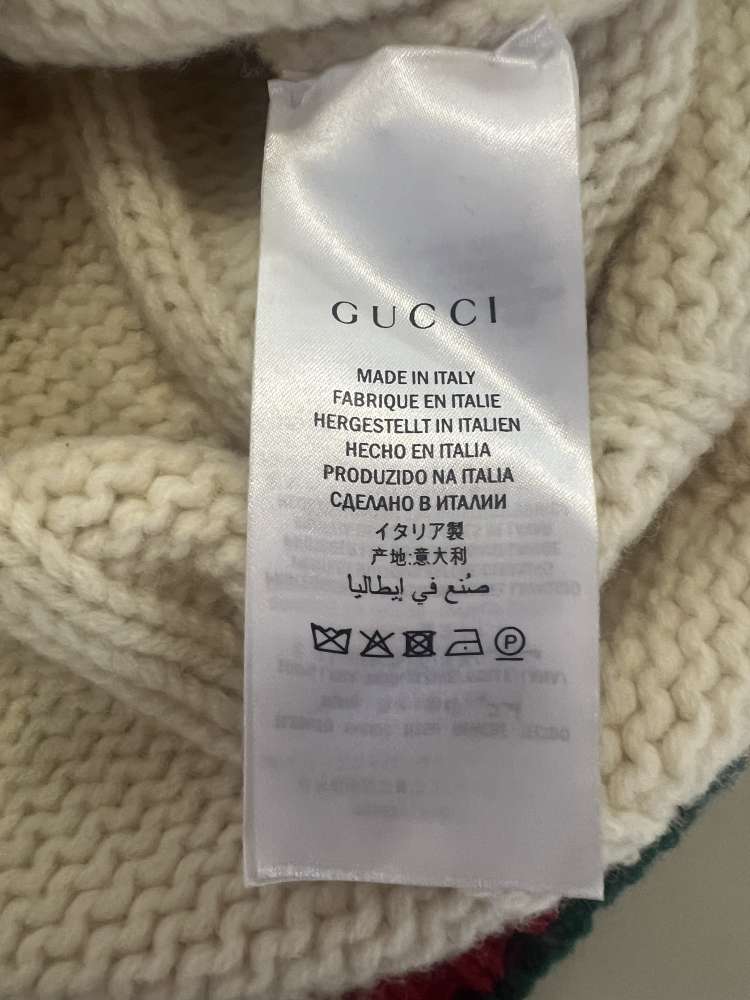 GUCCI
MADE IN ITALY
FABRIQUE EN ITALIE
HERGESTELLT IN ITALIEN
HECHO EN ITALIA
PRODUZIDO NA ITALIA
СДЕЛАНО В ИТАЛИИ
イタリア製
产地:意大利
صُنع في إيطاليا
P